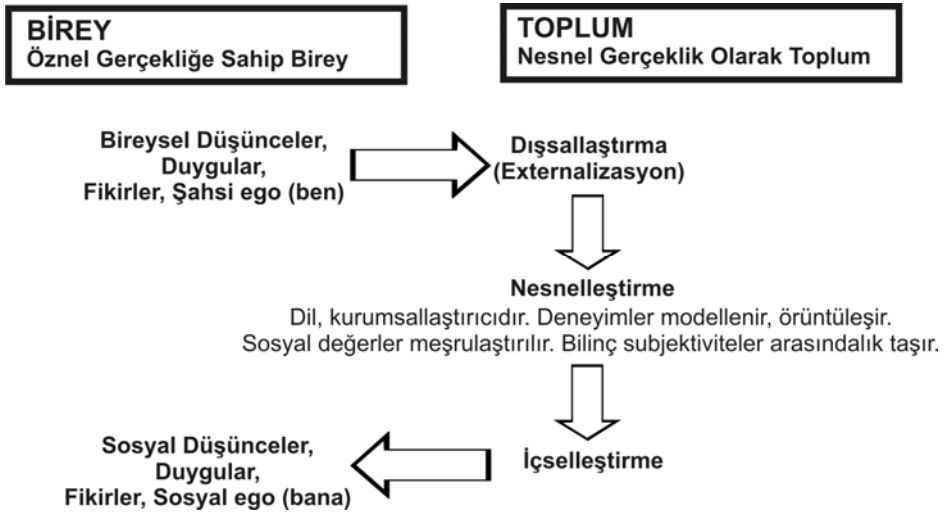 BİREY
Öznel Gerçekliğe Sahip Birey
TOPLUM
Nesnel Gerçeklik Olarak Toplum
Bireysel Düşünceler,
Duygular,
Fikirler, Şahsi ego (ben)
Dışsallaştırma
(Externalizasyon)
Nesnelleştirme
Dil, kurumsallaştırıcıdır. Deneyimler modellenir, örüntüleşir.
Sosyal değerler meşrulaştırılır. Bilinç subjektiviteler arasındalık taşır.
İçselleştirme
Sosyal Düşünceler,
Duygular,
Fikirler, Sosyal ego (bana)